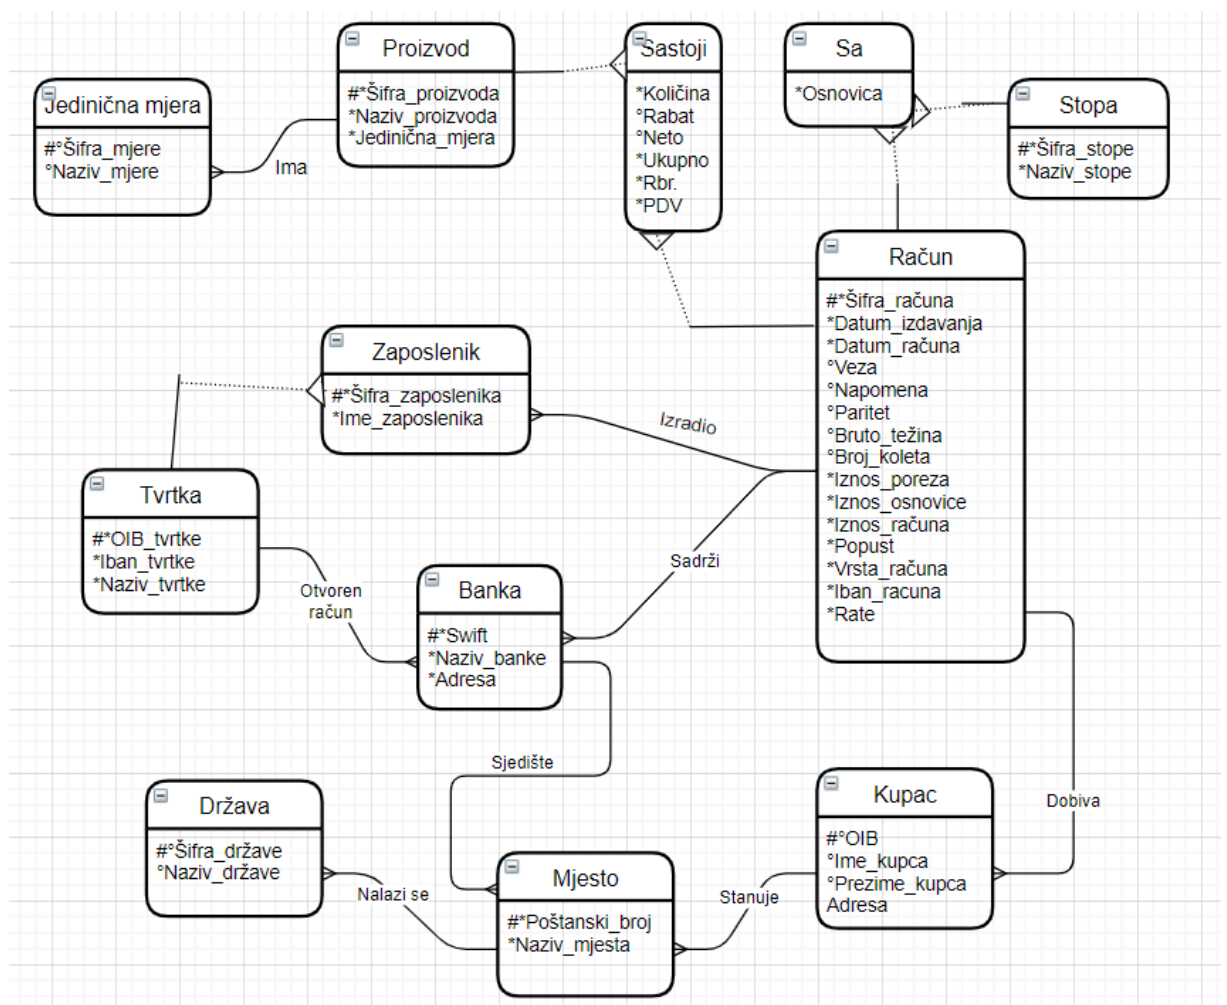 Proizvod
#*Šifra_proizvoda
*Naziv_proizvoda
*Jedinična_mjera
Sastoji
*Količina
°Rabat
°Neto
*Ukupno
*Rbr.
*PDV
Sa
*Osnovica
Stopa
#*Šifra_stope
*Naziv_stope
Jedinična mjera
#°Šifra_mjere
°Naziv_mjere
Ima
Račun
#*Šifra_računa
*Datum_izdavanja
*Datum_računa
°Veza
°Napomena
°Paritet
°Bruto_težina
°Broj_koleta
*Iznos_poreza
*Iznos_osnovice
*Iznos_računa
*Popust
*Vrsta_računa
*Iban_racuna
*Rate
Zaposlenik
#*Šifra_zaposlenika
*Ime_zaposlenika
Izradio
Tvrtka
#*OIB_tvrtke
*Iban_tvrtke
*Naziv_tvrtke
Otvoren
račun
Sadrži
Banka
#*Swift
*Naziv_banke
*Adresa
Sjedište
Država
#°Šifra_države
°Naziv_države
Nalazi se
Mjesto
#*Poštanski_broj
*Naziv_mjesta
Stanuje
Kupac
#°OIB
°Ime_kupca
°Prezime_kupca
Adresa
Dobiva